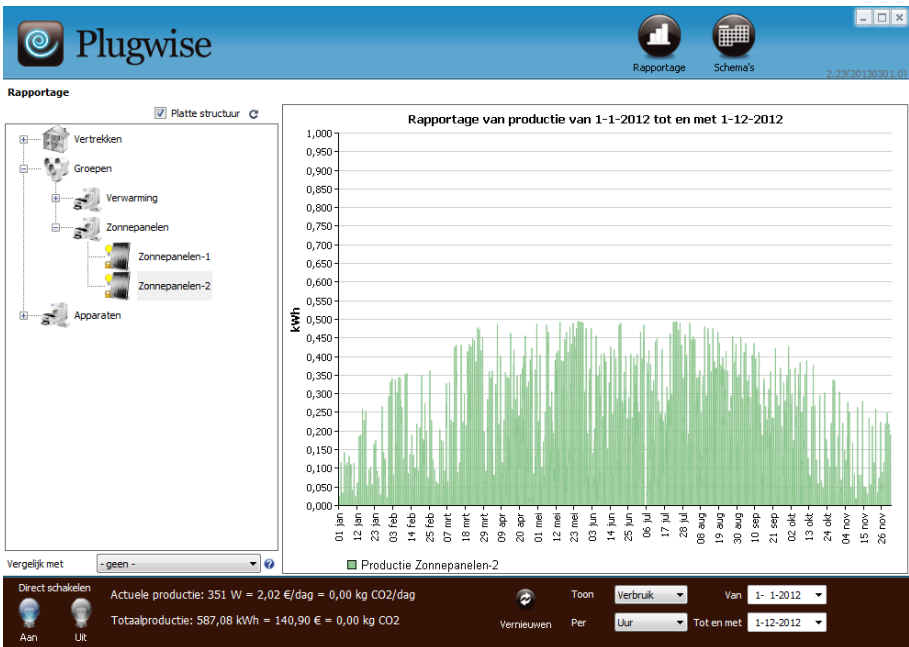 Plugwise
Rapportage
Schema's
2.23(20130301.0)
Rapportage
Platte structuur
Vertrekken
Groepen
Verwarming
Zonnepanelen
Zonnepanelen-1
Zonnepanelen-2
Apparaten
Vergelijk met
- geen -
Rapportage van productie van 1-1-2012 tot en met 1-12-2012
kWh
1,000
0,950
0,900
0,850
0,800
0,750
0,700
0,650
0,600
0,550
0,500
0,450
0,400
0,350
0,300
0,250
0,200
0,150
0,100
0,050
0,000
01 jan
12 jan
23 jan
03 feb
14 feb
25 feb
07 mrt
18 mrt
29 mrt
09 apr
20 apr
01 mei
12 mei
23 mei
03 jun
14 jun
25 jun
06 jul
17 jul
28 jul
08 aug
19 aug
30 aug
10 sep
21 sep
02 okt
13 okt
24 okt
04 nov
15 nov
26 nov
Productie Zonnepanelen-2
Direct schakelen
Aan
Uit
Actuele productie: 351 W = 2,02 €/dag = 0,00 kg CO2/dag
Totaalproductie: 587,08 kWh = 140,90 € = 0,00 kg CO2
Vernieuwen
Toon
Verbruik
Van
1- 1-2012
Per
Uur
Tot en met
1-12-2012